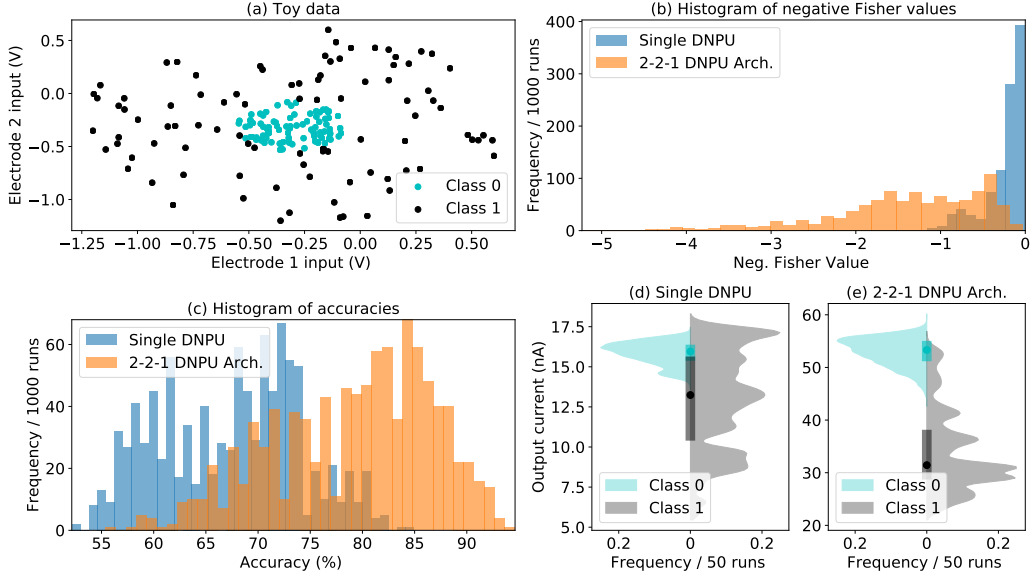 (a) Toy data
Electrode 2 input (V)
0.5
0.0
−0.5
−1.0
Class 0
Class 1
−1.25 −1.00 −0.75 −0.50 −0.25 0.00 0.25 0.50
Electrode 1 input (V)
(b) Histogram of negative Fisher values
Frequency / 1000 runs
400
300
200
100
0
Single DNPU
2-2-1 DNPU Arch.
−5 −4 −3 −2 −1 0
Neg. Fisher Value
(c) Histogram of accuracies
Frequency / 1000 runs
60
40
20
0
Single DNPU
2-2-1 DNPU Arch.
55 60 65 70 75 80 85 90
Accuracy (%)
(d) Single DNPU
Output current (nA)
17.5
15.0
12.5
10.0
7.5
5.0
Class 0
Class 1
0.2 0 0.2
Frequency / 50 runs
(e) 2-2-1 DNPU Arch.
60
50
40
30
20
Class 0
Class 1
0.2 0 0.2
Frequency / 50 runs